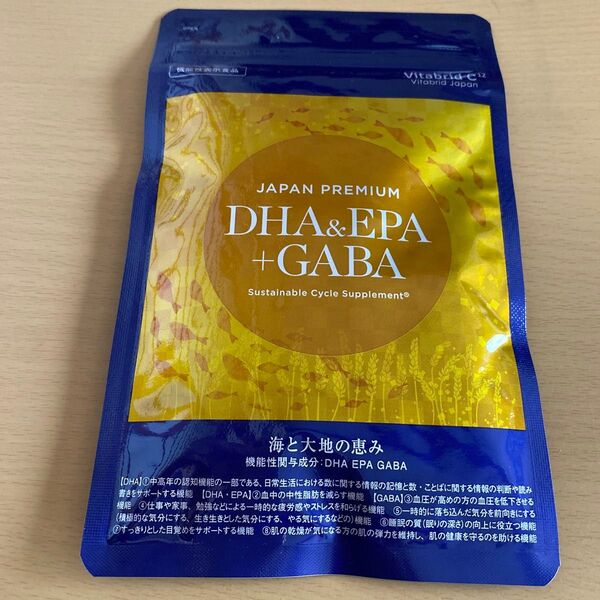 機能性表示食品
Vitabrid C¹²
Vitabrid Japan
JAPAN PREMIUM
DHA&EPA
+GABA
Sustainable Cycle Supplement®
海と大地の恵み
機能性関与成分：DHA EPA GABA
【DHA】①中高年の認知機能の一部である、日常生活における数に関する情報の記憶と数・ことばに関する情報の判断や読み
書きをサポートする機能 【DHA・EPA】②血中の中性脂肪を減らす機能 【GABA】③血圧が高めの方の血圧を低下させる
機能 ④仕事や家事、勉強などによる一時的な疲労感やストレスを和らげる機能 ⑤一時的に落ち込んだ気分を前向きにする
（積極的な気分にする、生き生きとした気分にする、やる気にするなどの）機能 ⑥睡眠の質（眠りの深さ）の向上に役立つ機能
⑦すっきりとした目覚めをサポートする機能 ⑧肌の乾燥が気になる方の肌の弾力を維持し、肌の健康を守るのを助ける機能